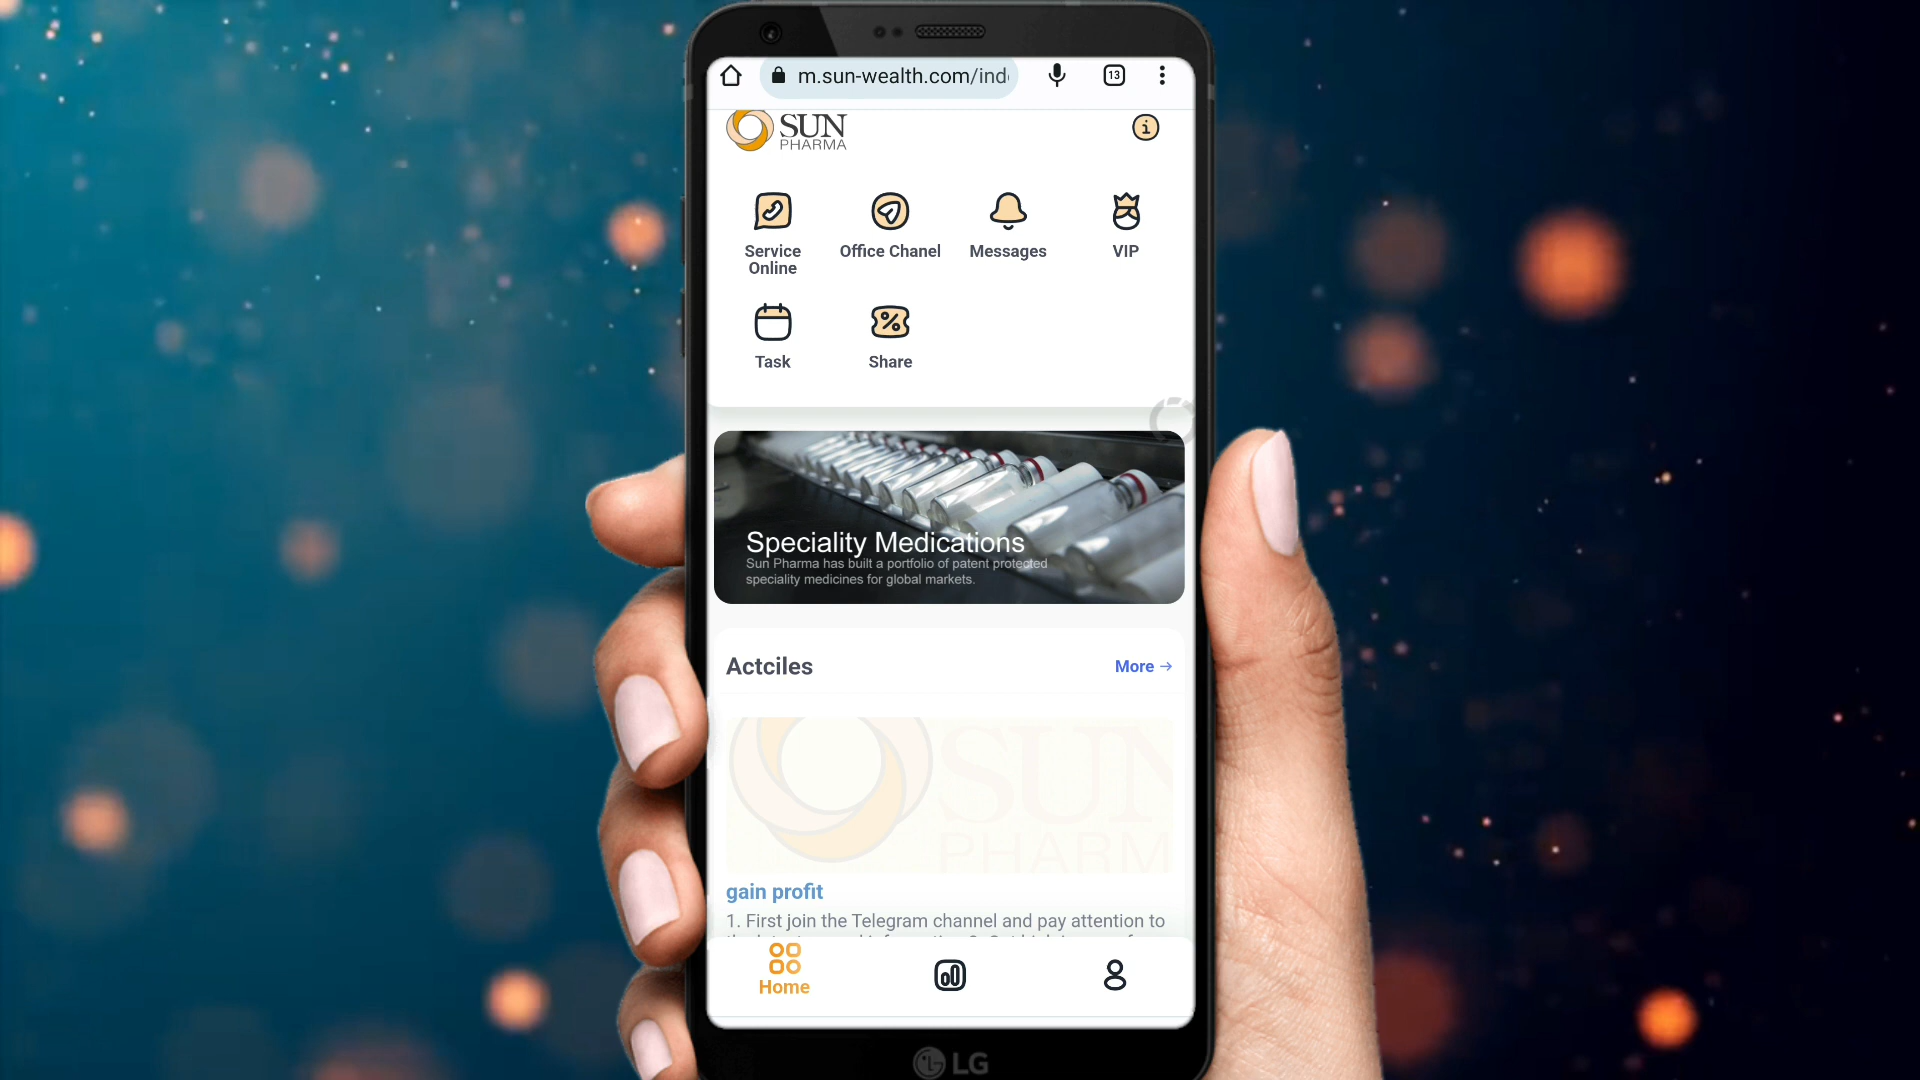 m.sun-wealth.com/ind
13
SUN
PHARMA
Service
Online
Office Chanel
Messages
VIP
Task
Share
Speciality Medications
Sun Pharma has built a portfolio of patent protected
speciality medicines for global markets.
Actciles
More →
SUN
PHARM
gain profit
1. First join the Telegram channel and pay attention to
Home
LG